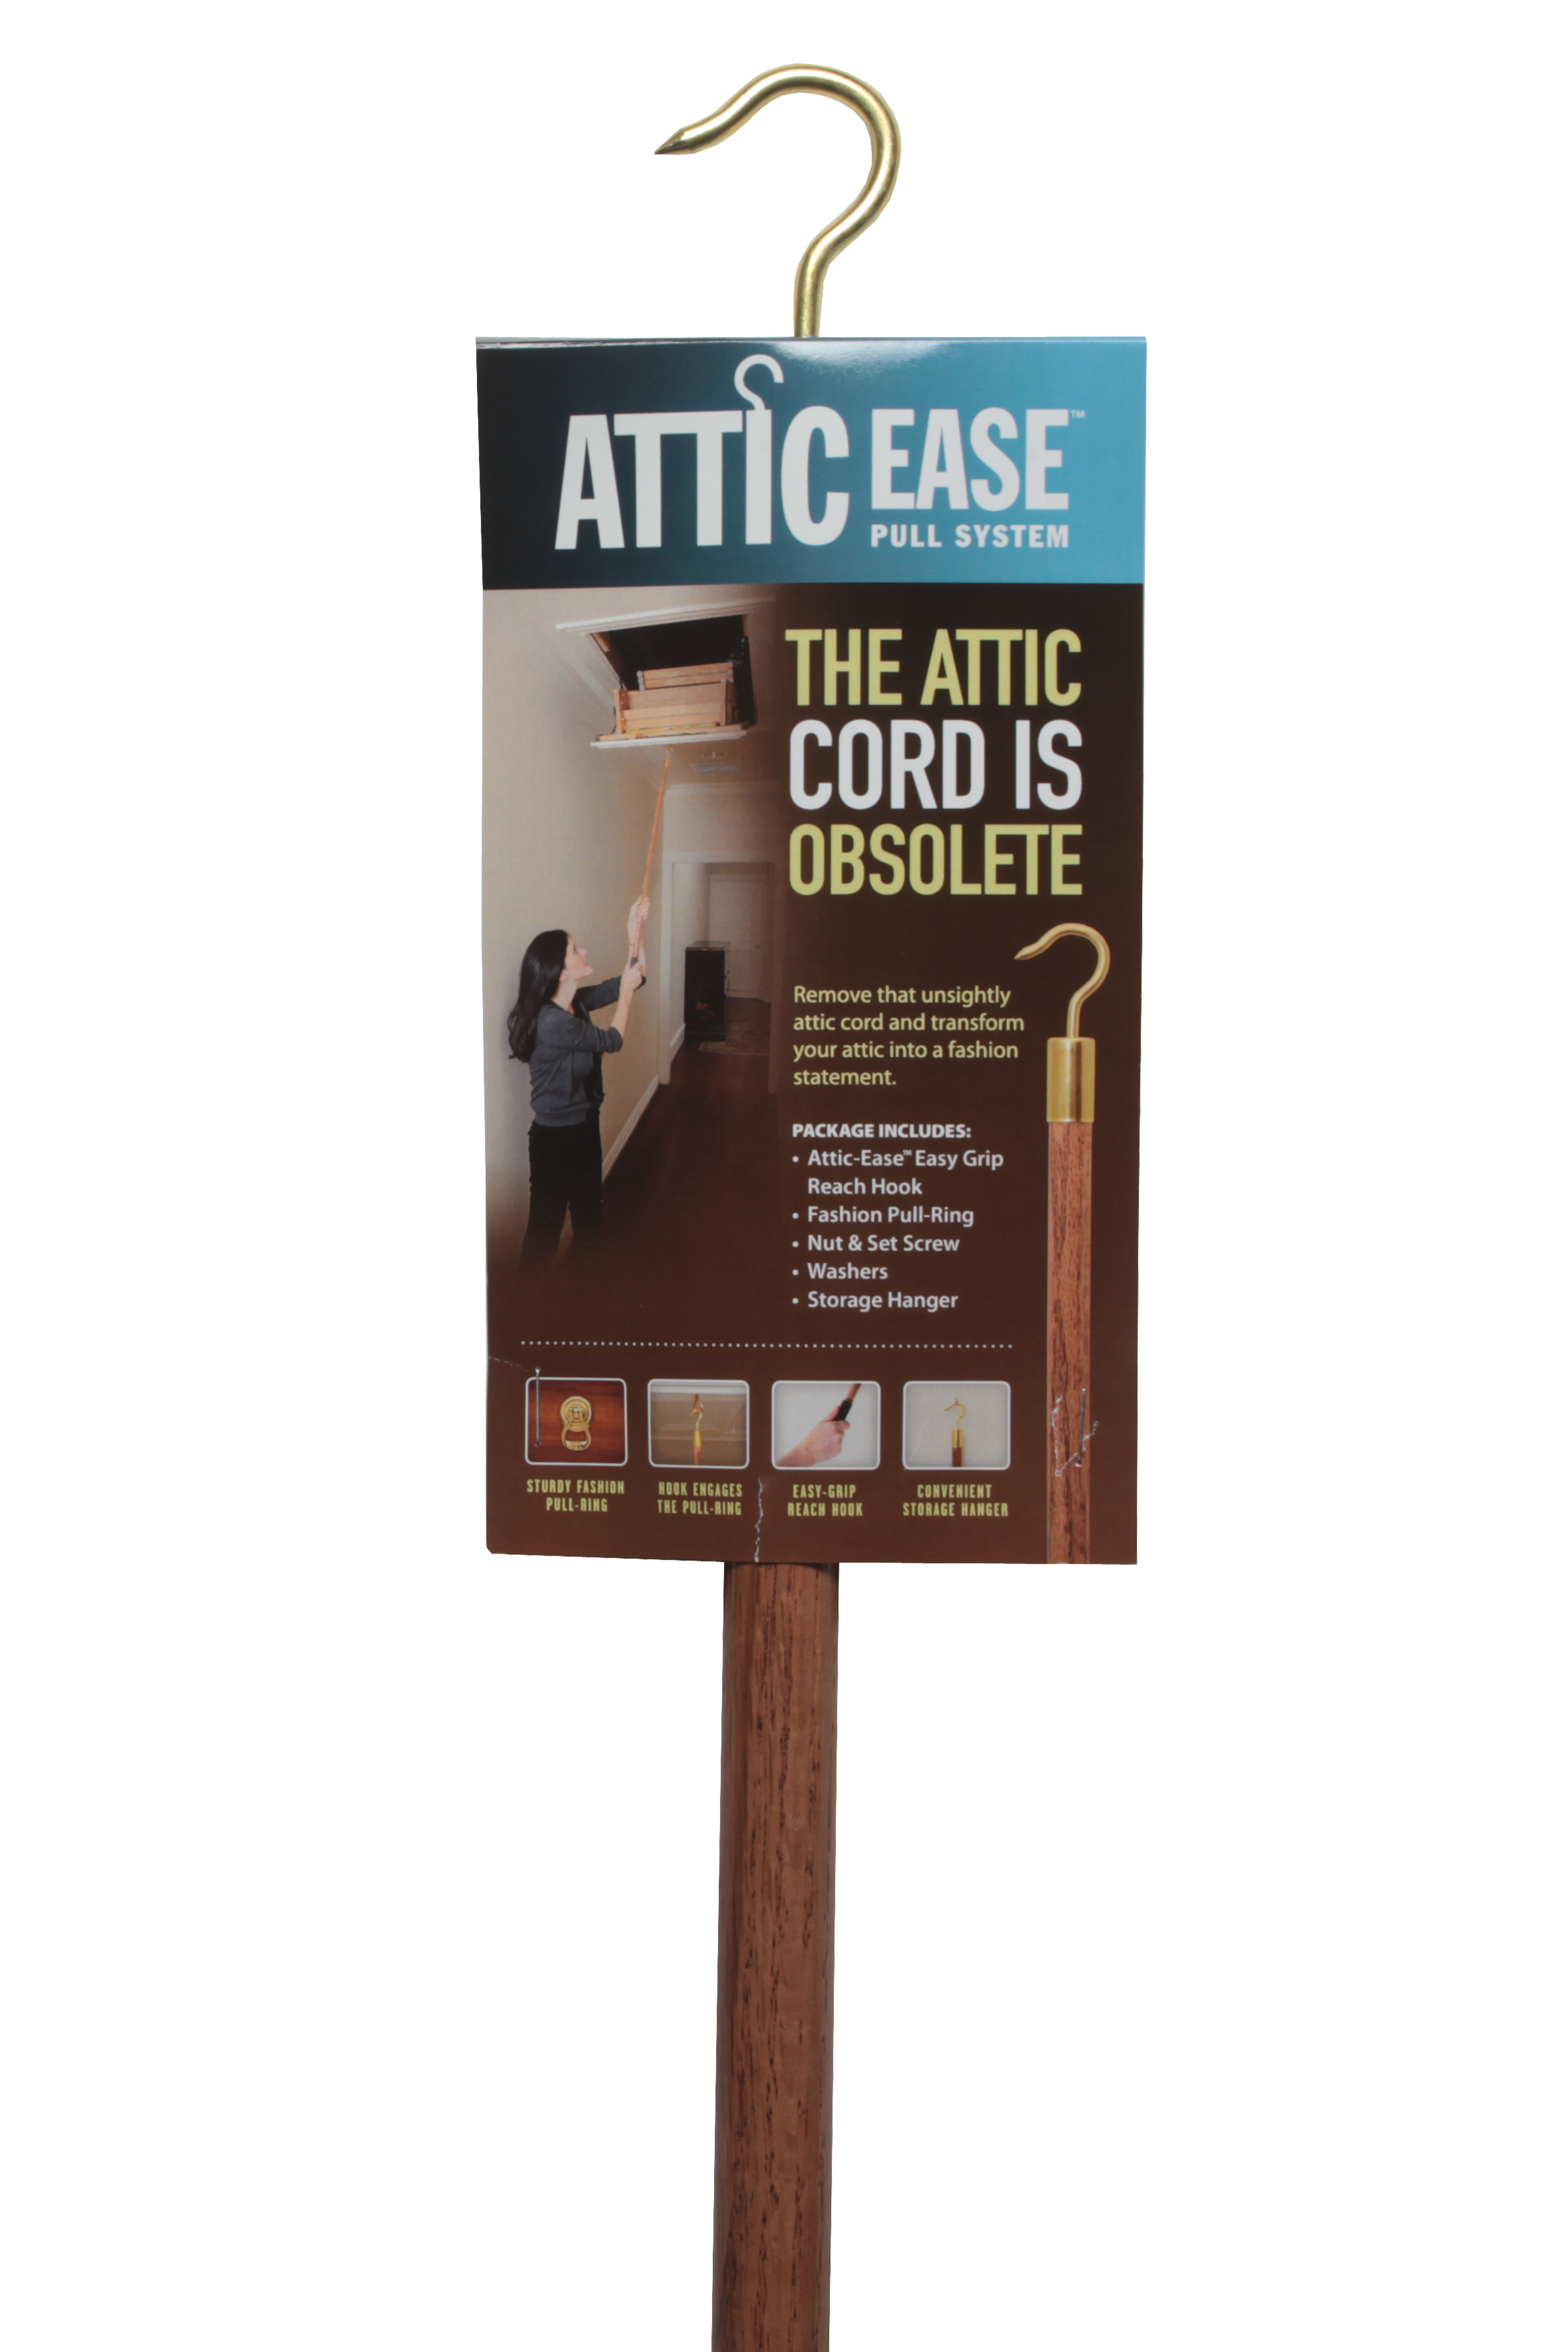 ATTIC EASE™
PULL SYSTEM
THE ATTIC
CORD IS
OBSOLETE
Remove that unsightly
attic cord and transform
your attic into a fashion
statement.
PACKAGE INCLUDES:
• Attic-Ease™ Easy Grip
Reach Hook
• Fashion Pull-Ring
• Nut & Set Screw
• Washers
• Storage Hanger
STURDY FASHION
PULL-RING
HOOK ENGAGES
THE PULL-RING
EASY-GRIP
REACH HOOK
CONVENIENT
STORAGE HANGER